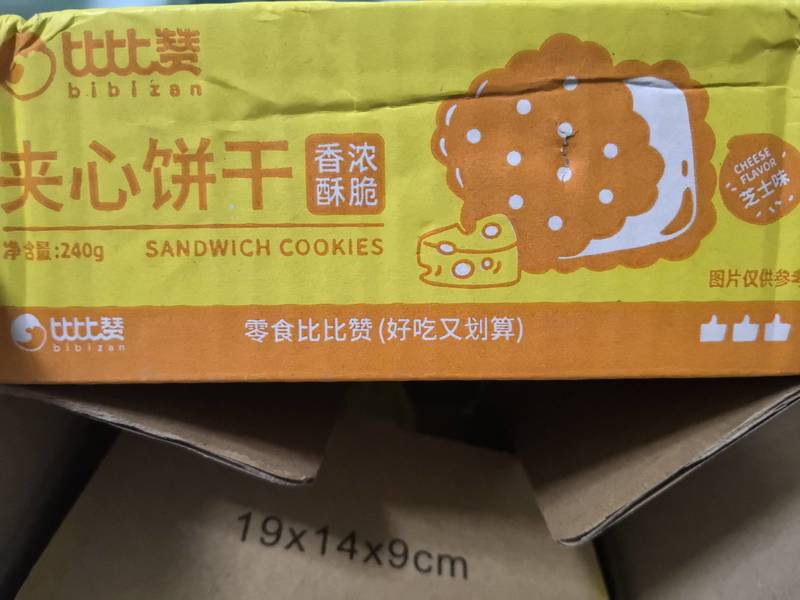 比比赞
bibizan
夹心饼干
香浓
酥脆
净含量:240g
SANDWICH COOKIES
CHEESE
FLAVOR
芝士味
图片仅供参考
比比赞
bibizan
零食比比赞(好吃又划算)
19x14x9cm